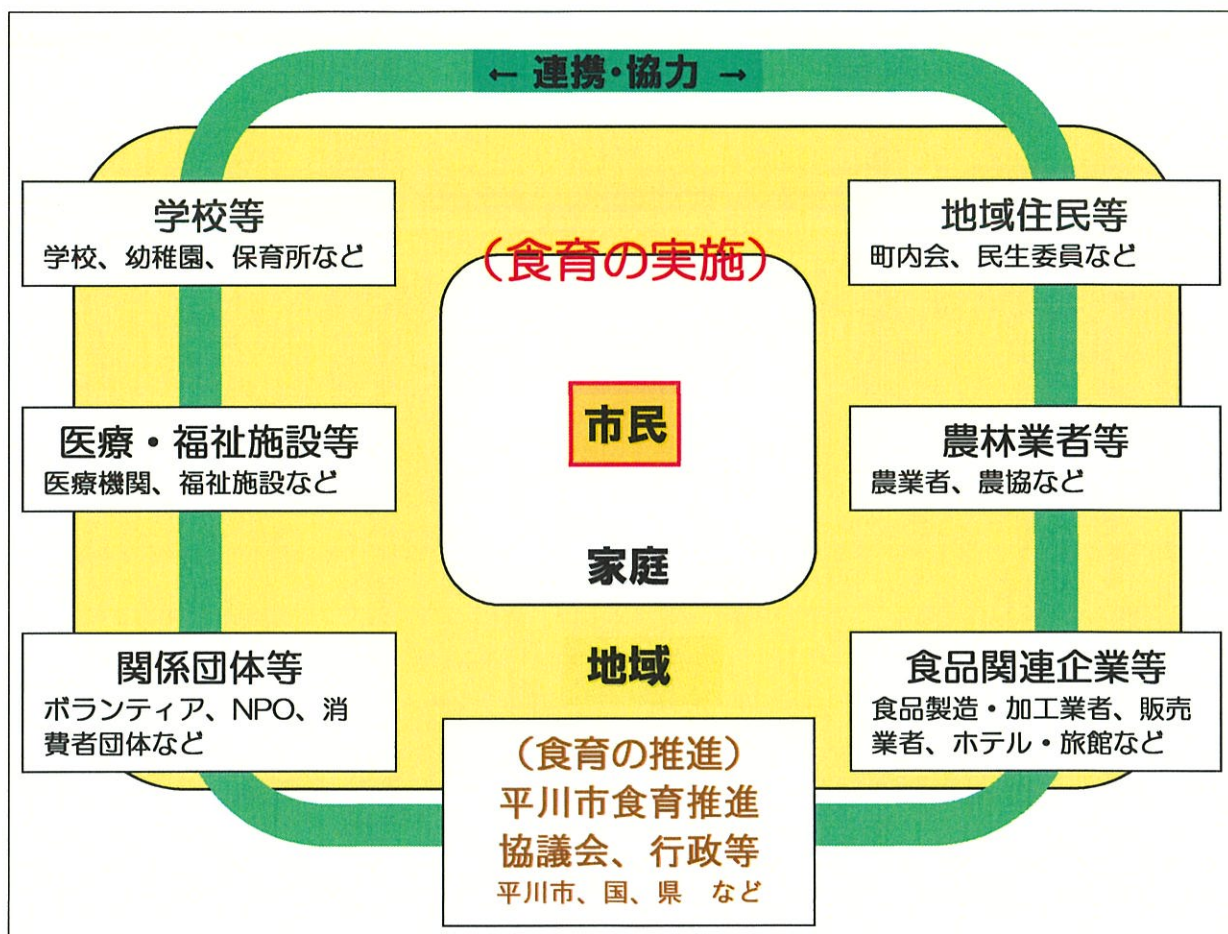 ← 連携・協力 →
学校等
学校、幼稚園、保育所など
地域住民等
町内会、民生委員など
（食育の実施）
市民
医療・福祉施設等
医療機関、福祉施設など
農林業者等
農業者、農協など
家庭
地域
関係団体等
ボランティア、NPO、消
費者団体など
食品関連企業等
食品製造・加工業者、販売
業者、ホテル・旅館など
（食育の推進）
平川市食育推進
協議会、行政等
平川市、国、県　など